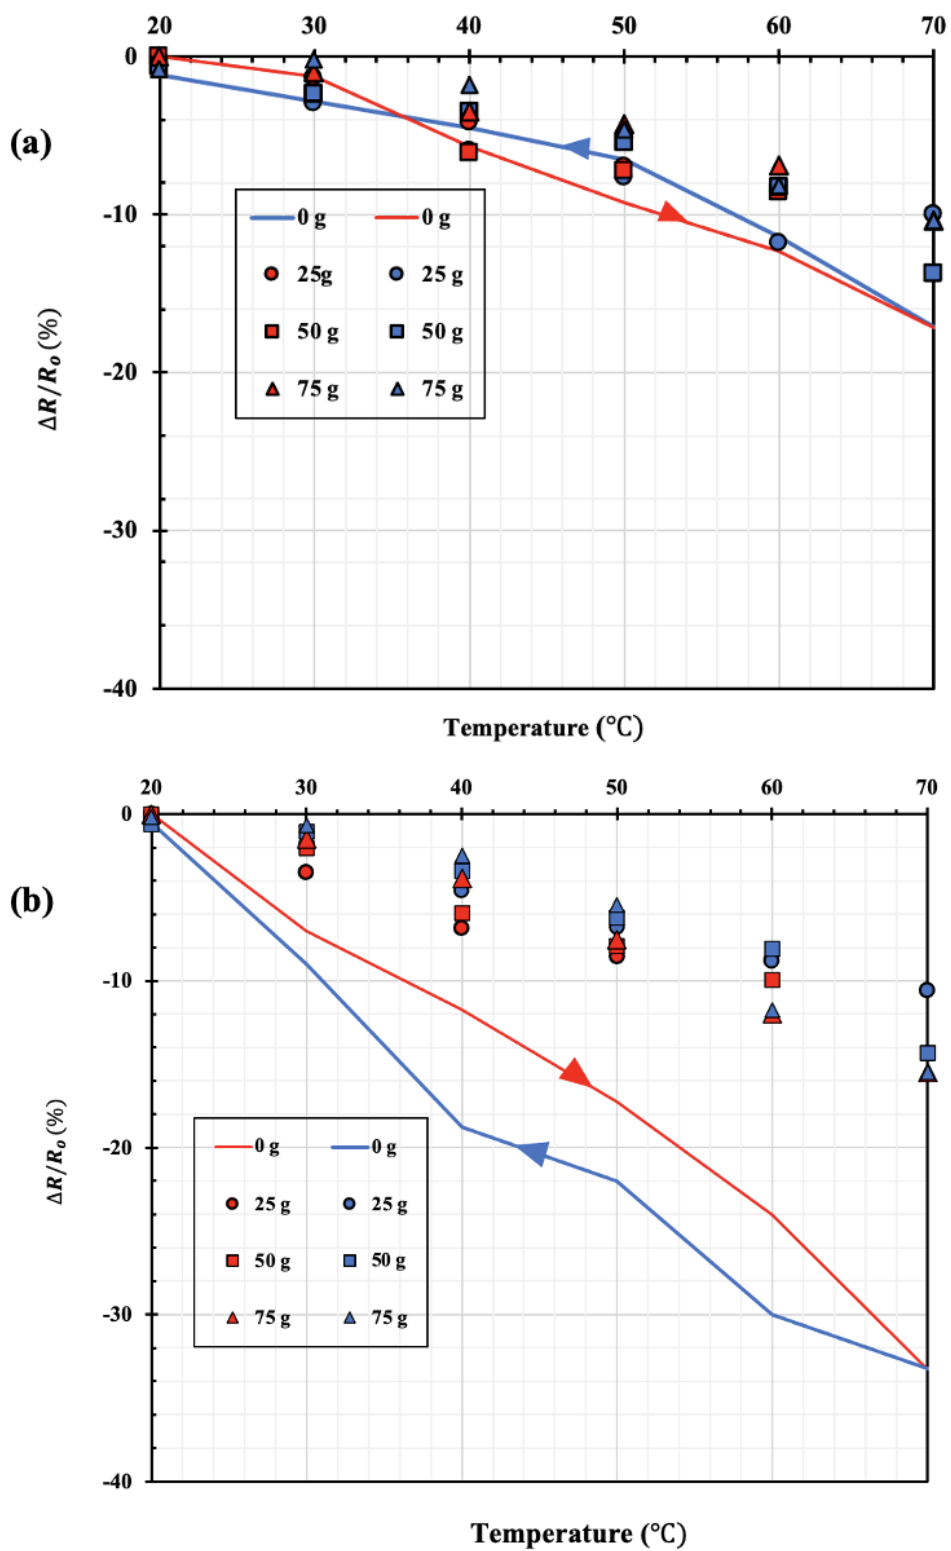 20 30 40 50 60 70
0
(a)
-10
0 g 0 g
25g 25 g
50 g 50 g
75 g 75 g
ΔR/Rₒ (%)
-20
-30
-40
Temperature (°C)
20 30 40 50 60 70
0
(b)
-10
ΔR/Rₒ (%)
0 g 0 g
25 g 25 g
50 g 50 g
75 g 75 g
-20
-30
-40
Temperature (°C)